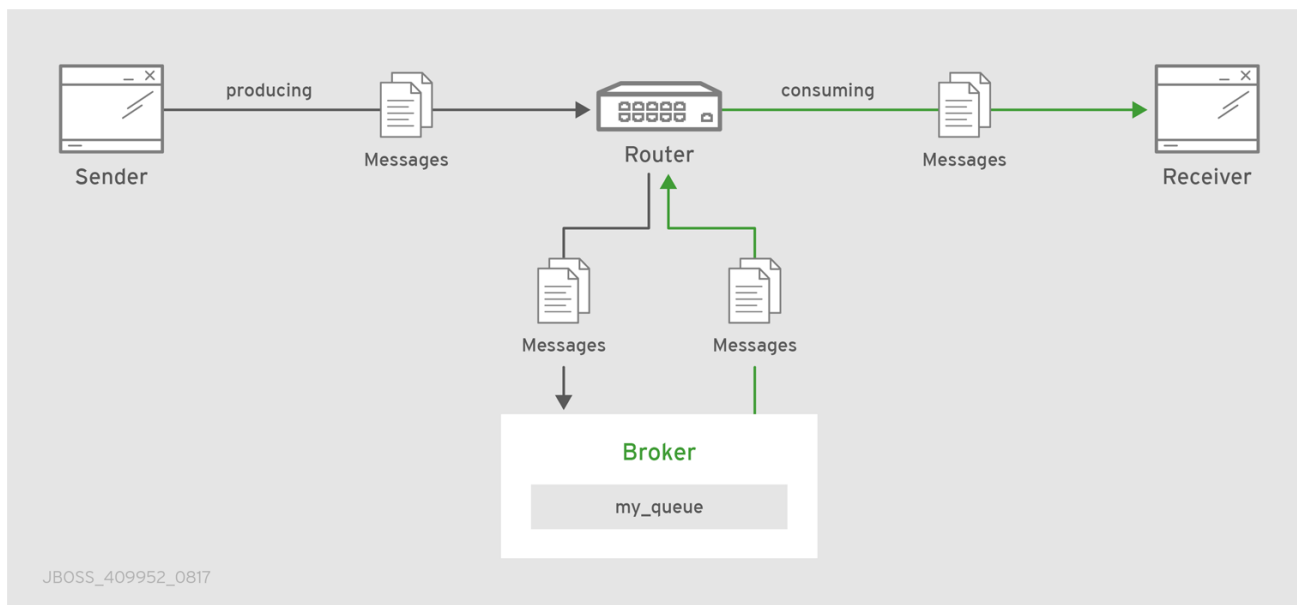 producing
consuming
Messages
Messages
Sender
Router
Receiver
Messages
Messages
Broker
my_queue
JBOSS_409952_0817